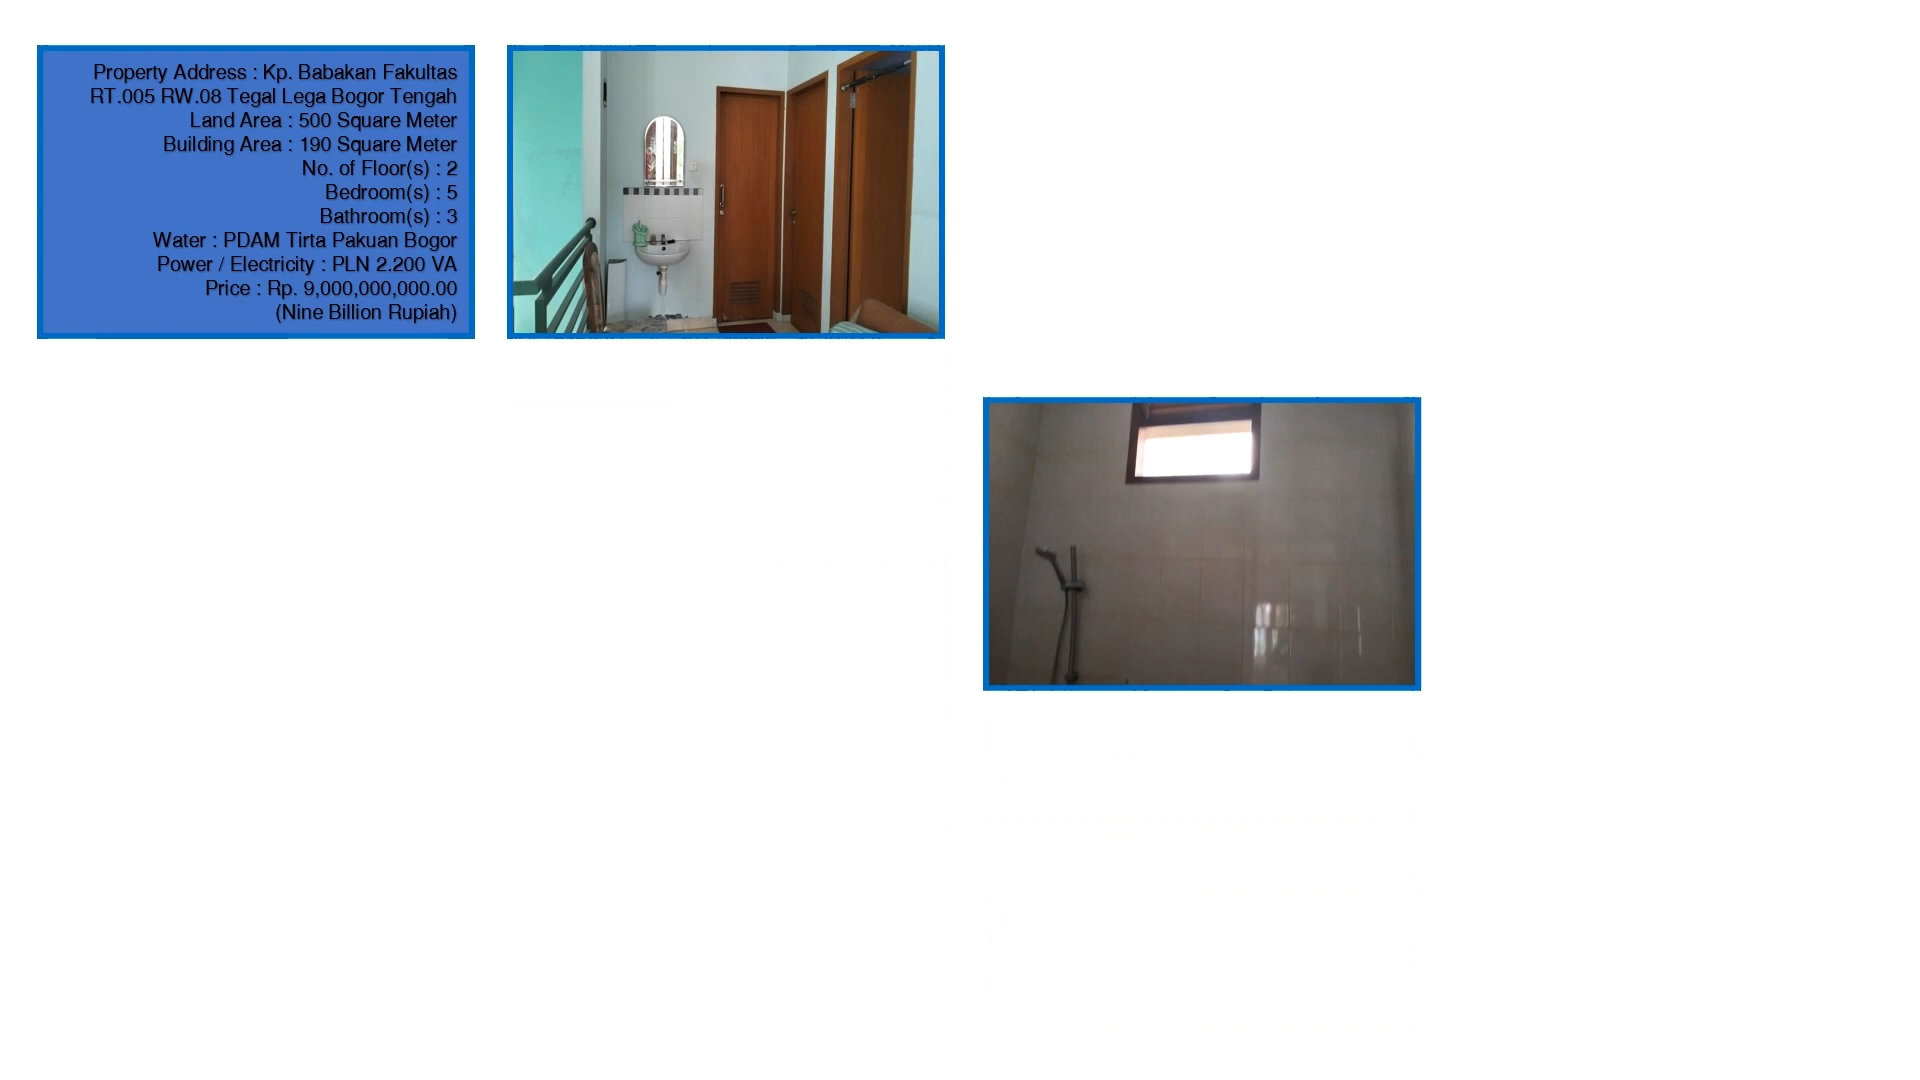 Property Address : Kp. Babakan Fakultas
RT.005 RW.08 Tegal Lega Bogor Tengah
Land Area : 500 Square Meter
Building Area : 190 Square Meter
No. of Floor(s) : 2
Bedroom(s) : 5
Bathroom(s) : 3
Water : PDAM Tirta Pakuan Bogor
Power / Electricity : PLN 2.200 VA
Price : Rp. 9,000,000,000.00
(Nine Billion Rupiah)